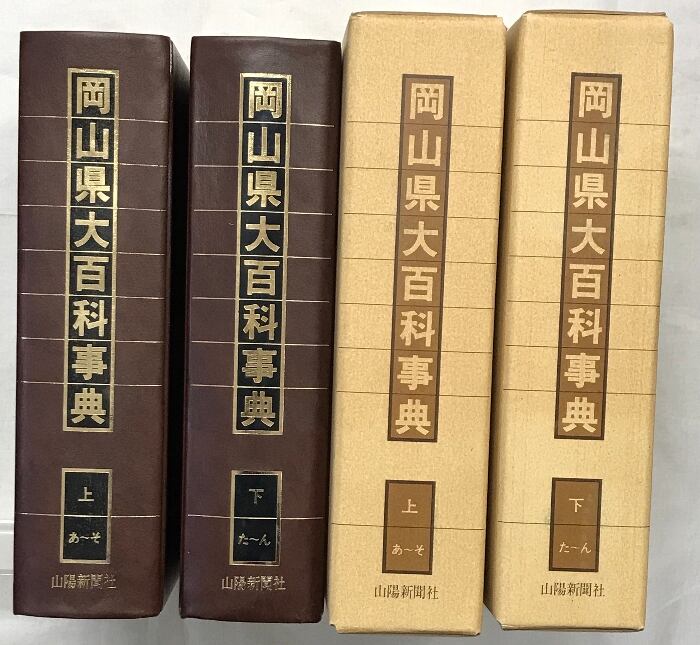 岡山県大百科事典
上
あ～そ
山陽新聞社
岡山県大百科事典
下
た～ん
山陽新聞社
岡山県大百科事典
上
あ～そ
山陽新聞社
岡山県大百科事典
下
た～ん
山陽新聞社